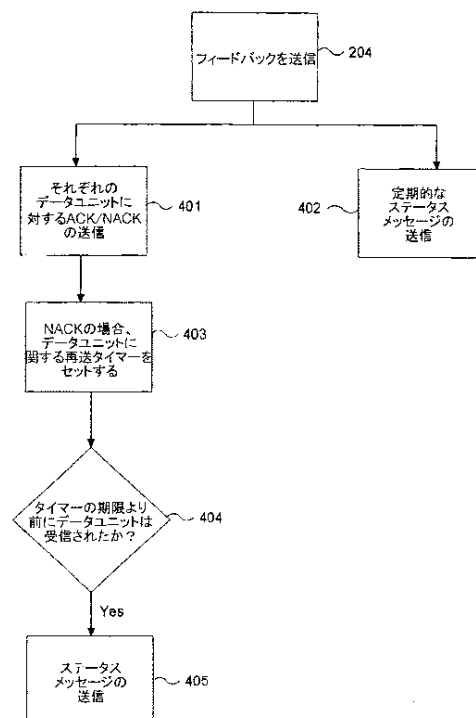 フィードバックを送信
204
それぞれの
データユニットに
対するACK/NACK
の送信
401
定期的な
ステータス
メッセージの
送信
402
NACKの場合、
データユニットに
関する再送タイマーを
セットする
403
タイマーの期限より
前にデータユニットは
受信されたか？
404
Yes
ステータス
メッセージの
送信
405